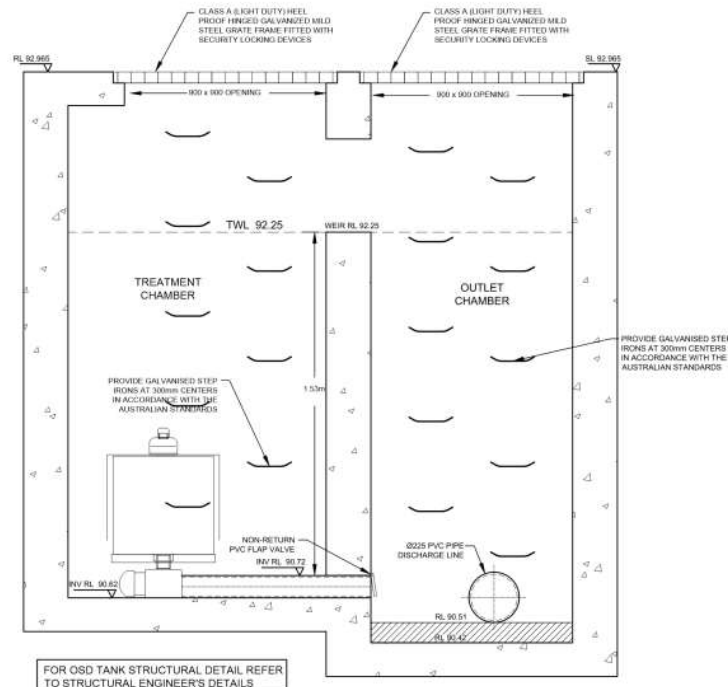 CLASS A (LIGHT DUTY) HEEL
PROOF HINGED GALVANIZED MILD
STEEL GRATE FRAME FITTED WITH
SECURITY LOCKING DEVICES
CLASS A (LIGHT DUTY) HEEL
PROOF HINGED GALVANIZED MILD
STEEL GRATE FRAME FITTED WITH
SECURITY LOCKING DEVICES
RL 92.965
SL 92.965
900 x 900 OPENING
900 x 900 OPENING
TWL 92.25
WEIR RL 92.25
TREATMENT
CHAMBER
OUTLET
CHAMBER
PROVIDE GALVANISED STEP
IRONS AT 300mm CENTERS
IN ACCORDANCE WITH THE
AUSTRALIAN STANDARDS
1.53m
PROVIDE GALVANISED STEP
IRONS AT 300mm CENTERS
IN ACCORDANCE WITH THE
AUSTRALIAN STANDARDS
NON-RETURN
PVC FLAP VALVE
Ø225 PVC PIPE
DISCHARGE LINE
INV RL 90.72
INV RL 90.62
RL 90.51
RL 90.42
FOR OSD TANK STRUCTURAL DETAIL REFER
TO STRUCTURAL ENGINEER'S DETAILS